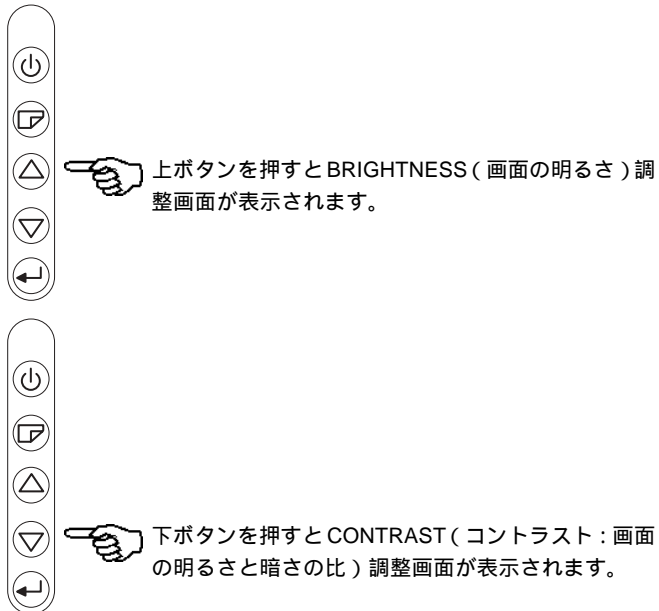 上ボタンを押すとBRIGHTNESS(画面の明るさ)調
整画面が表示されます。
下ボタンを押すとCONTRAST(コントラスト:画面
の明るさと暗さの比)調整画面が表示されます。